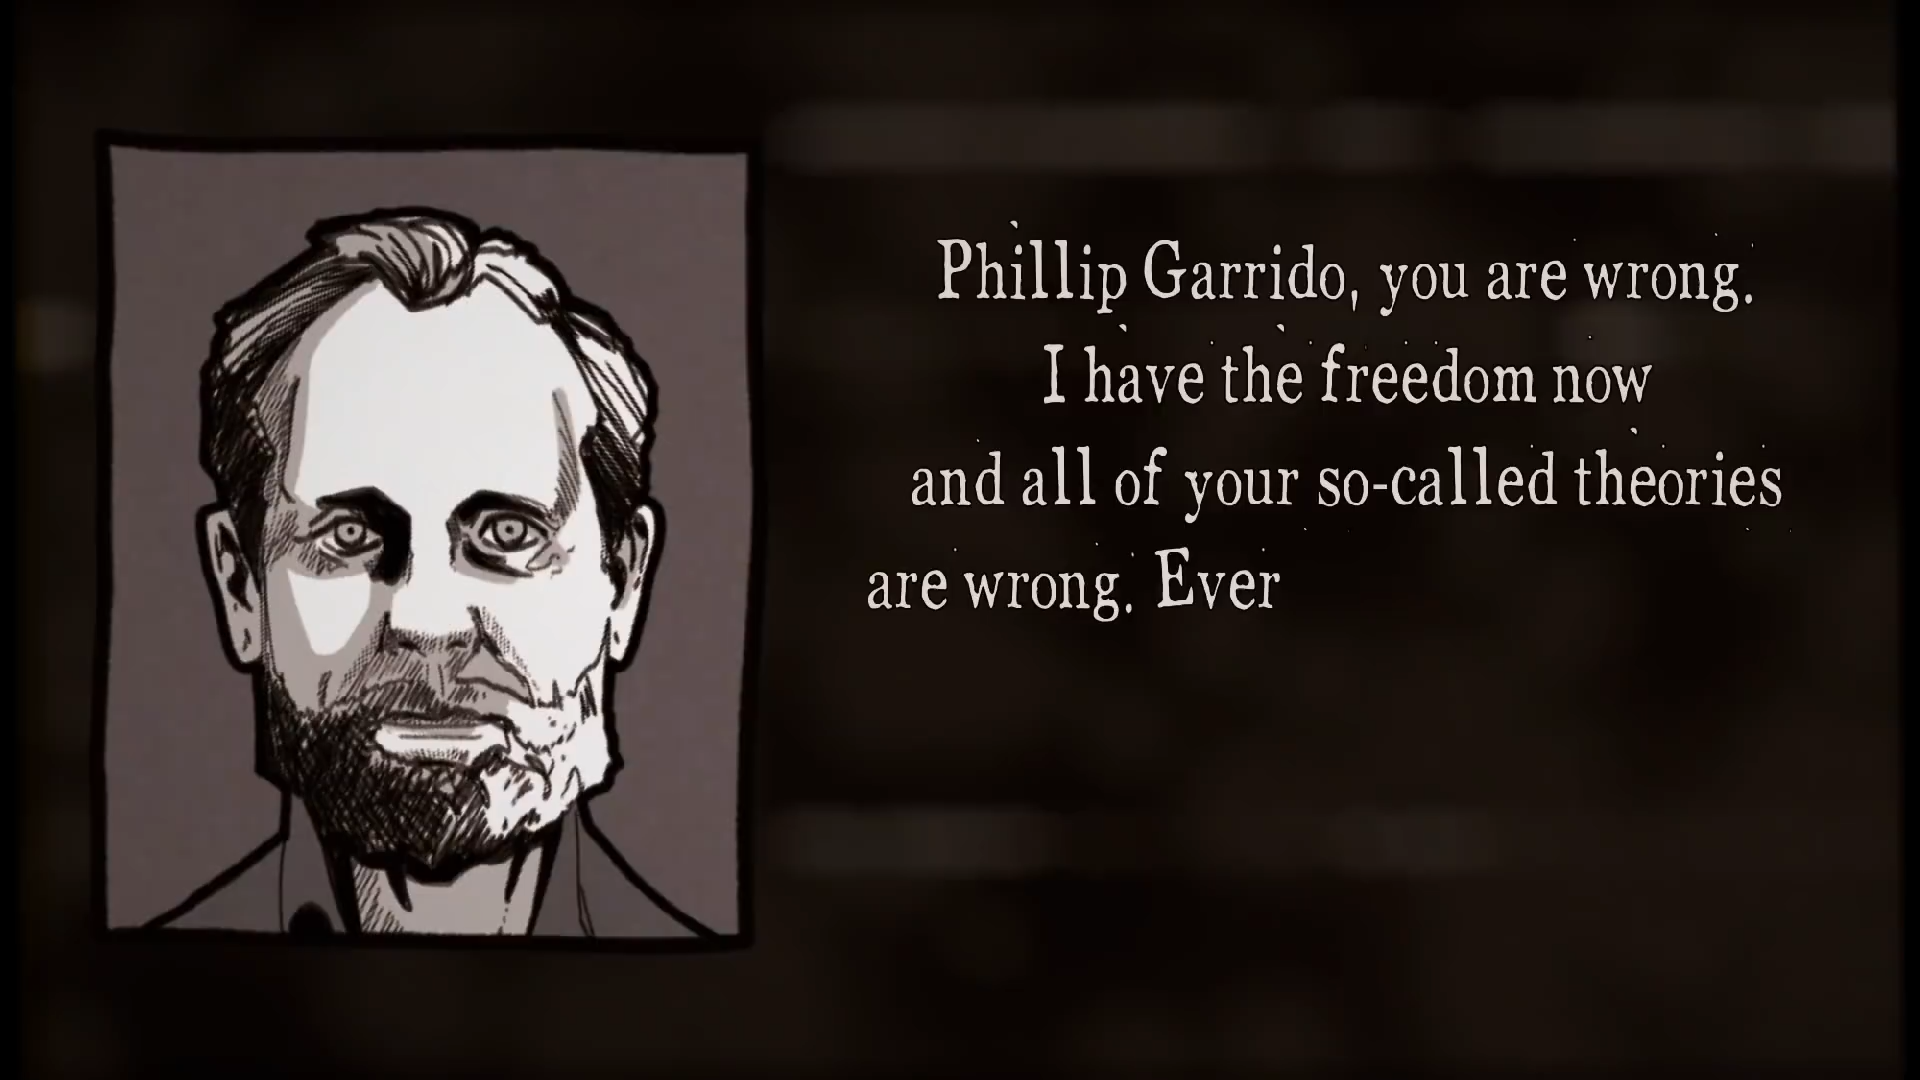 Phillip Garrido, you are wrong.
I have the freedom now
and all of your so-called theories
are wrong. Ever